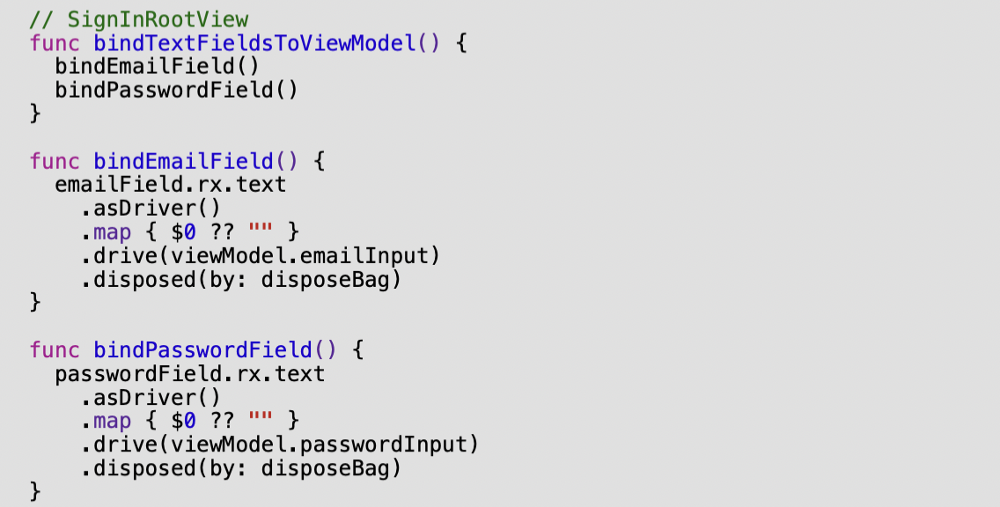 // SignInRootView
func bindTextFieldsToViewModel() {
  bindEmailField()
  bindPasswordField()
}

func bindEmailField() {
  emailField.rx.text
    .asDriver()
    .map { $0 ?? "" }
    .drive(viewModel.emailInput)
    .disposed(by: disposeBag)
}

func bindPasswordField() {
  passwordField.rx.text
    .asDriver()
    .map { $0 ?? "" }
    .drive(viewModel.passwordInput)
    .disposed(by: disposeBag)
}